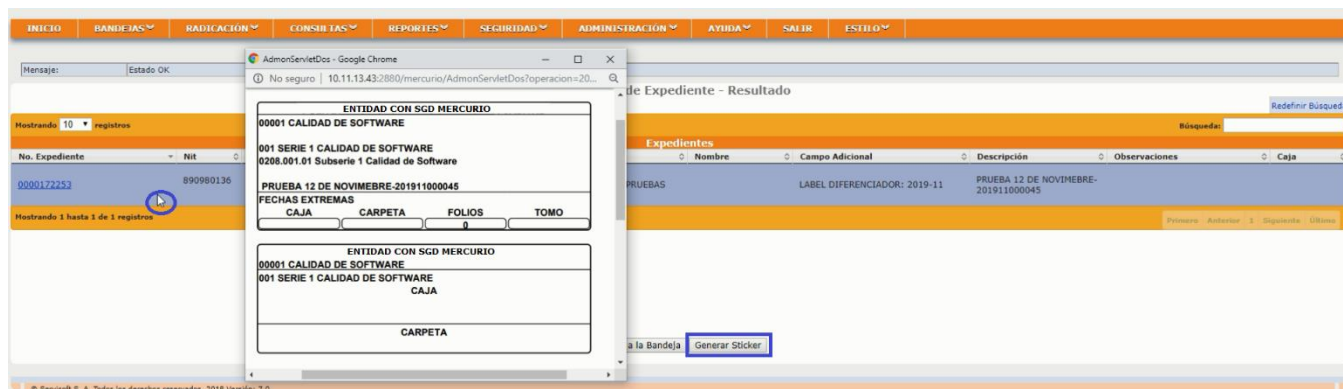 INICIO BANDEJAS RADICACIÓN CONSULTAS REPORTES SEGURIDAD ADMINISTRACIÓN AYUDA SALIR ESTILO
Mensaje: Estado OK
de Expediente - Resultado
Redefinir Búsqued
Mostrando 10 registros
Búsqueda:
Expedientes
No. Expediente Nit Nombre Campo Adicional Descripción Observaciones Caja
0000172253 890980136 PRUEBAS LABEL DIFERENCIADOR: 2019-11 PRUEBA 12 DE NOVIMEBRE-
201911000045
Mostrando 1 hasta 1 de 1 registros
Primero Anterior 1 Siguiente Último
a la Bandeja Generar Sticker
AdmonServletDos - Google Chrome
No seguro | 10.11.13.43:2880/mercurio/AdmonServletDos?operacion=20...
ENTIDAD CON SGD MERCURIO
00001 CALIDAD DE SOFTWARE
001 SERIE 1 CALIDAD DE SOFTWARE
0208.001.01 Subserie 1 Calidad de Software
PRUEBA 12 DE NOVIMEBRE-201911000045
FECHAS EXTREMAS
CAJA CARPETA FOLIOS TOMO
0
ENTIDAD CON SGD MERCURIO
00001 CALIDAD DE SOFTWARE
001 SERIE 1 CALIDAD DE SOFTWARE
CAJA
CARPETA